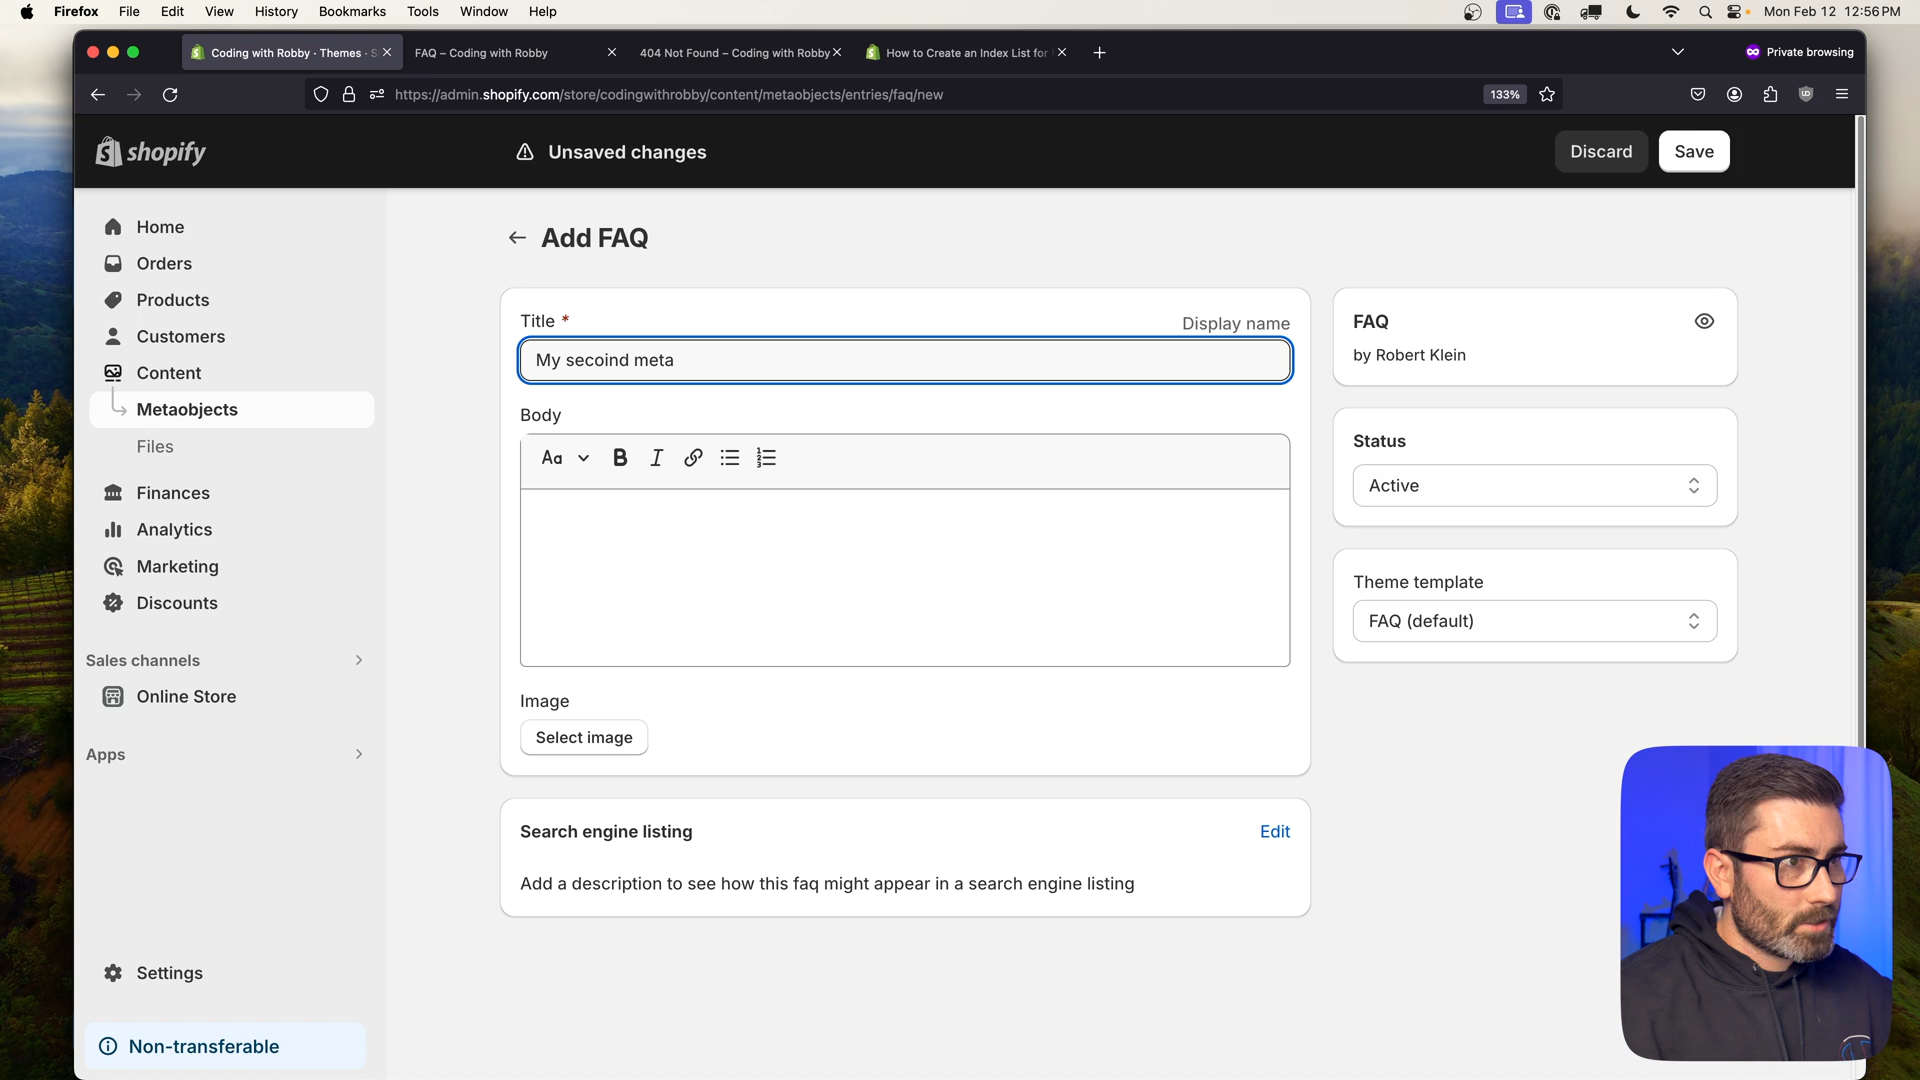 Firefox File Edit View History Bookmarks Tools Window Help Mon Feb 12 12:56 PM
Coding with Robby · Themes · S FAQ – Coding with Robby 404 Not Found – Coding with Robby How to Create an Index List for Private browsing
https://admin.shopify.com/store/codingwithrobby/content/metaobjects/entries/faq/new 133%
shopify Unsaved changes Discard Save
Home
Orders
Products
Customers
Content
Metaobjects
Files
Finances
Analytics
Marketing
Discounts
Sales channels
Online Store
Apps
Settings
Non-transferable
Add FAQ
Title * Display name
My secoind meta
Body
Aa B I
Image
Select image
Search engine listing Edit
Add a description to see how this faq might appear in a search engine listing
FAQ
by Robert Klein
Status
Active
Theme template
FAQ (default)